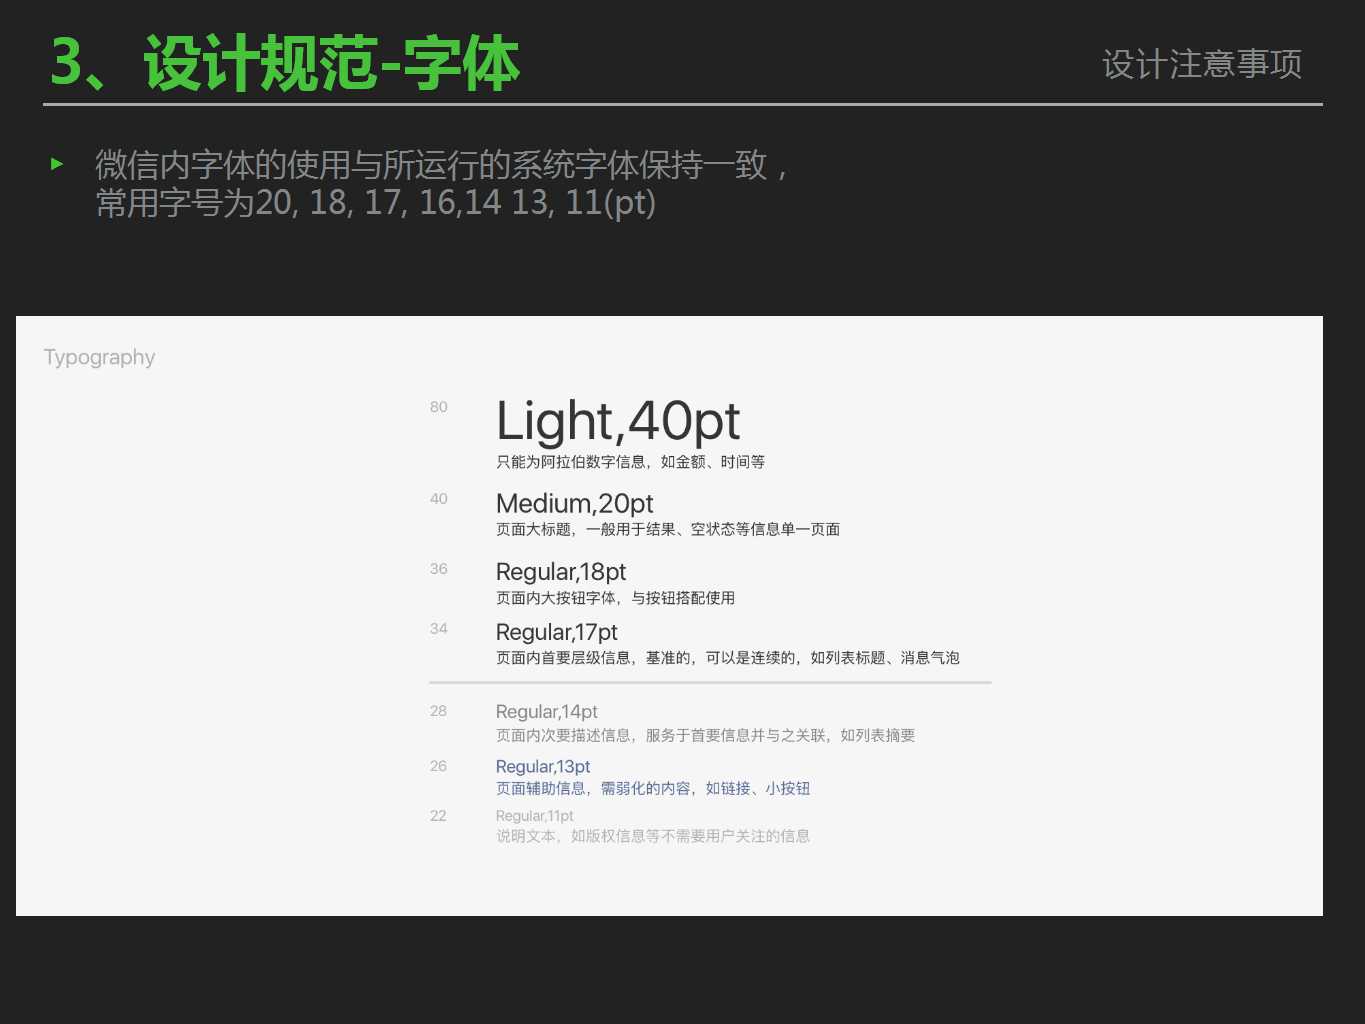 3、设计规范-字体
设计注意事项
微信内字体的使用与所运行的系统字体保持一致，
常用字号为20, 18, 17, 16,14 13, 11(pt)
Typography
80
Light,40pt
只能为阿拉伯数字信息，如金额、时间等
40
Medium,20pt
页面大标题，一般用于结果、空状态等信息单一页面
36
Regular,18pt
页面内大按钮字体，与按钮搭配使用
34
Regular,17pt
页面内首要层级信息，基准的，可以是连续的，如列表标题、消息气泡
28
Regular,14pt
页面内次要描述信息，服务于首要信息并与之关联，如列表摘要
26
Regular,13pt
页面辅助信息，需弱化的内容，如链接、小按钮
22
Regular,11pt
说明文本，如版权信息等不需要用户关注的信息